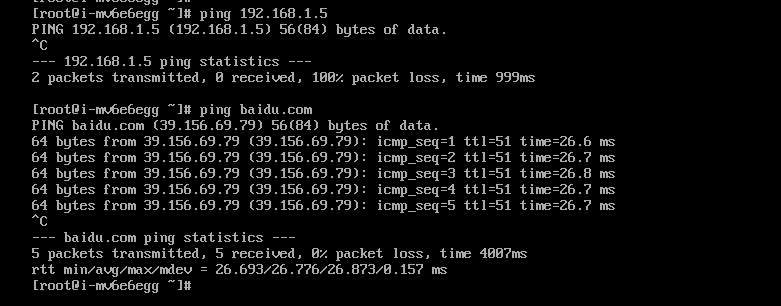 [root@i-mv6e6egg ~]# ping 192.168.1.5
PING 192.168.1.5 (192.168.1.5) 56(84) bytes of data.
^C
--- 192.168.1.5 ping statistics ---
2 packets transmitted, 0 received, 100% packet loss, time 999ms
[root@i-mv6e6egg ~]# ping baidu.com
PING baidu.com (39.156.69.79) 56(84) bytes of data.
64 bytes from 39.156.69.79 (39.156.69.79): icmp_seq=1 ttl=51 time=26.6 ms
64 bytes from 39.156.69.79 (39.156.69.79): icmp_seq=2 ttl=51 time=26.7 ms
64 bytes from 39.156.69.79 (39.156.69.79): icmp_seq=3 ttl=51 time=26.8 ms
64 bytes from 39.156.69.79 (39.156.69.79): icmp_seq=4 ttl=51 time=26.7 ms
64 bytes from 39.156.69.79 (39.156.69.79): icmp_seq=5 ttl=51 time=26.7 ms
^C
--- baidu.com ping statistics ---
5 packets transmitted, 5 received, 0% packet loss, time 4007ms
rtt min/avg/max/mdev = 26.693/26.776/26.873/0.157 ms
[root@i-mv6e6egg ~]#